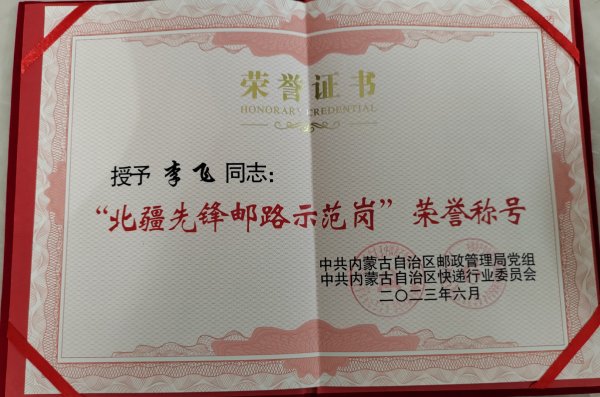 荣誉证书
HONORARY CREDENTIAL
授予 李飞 同志:
“北疆先锋邮路示范岗” 荣誉称号
中共内蒙古自治区邮政管理局党组
中共内蒙古自治区快递行业委员会
二〇二三年六月